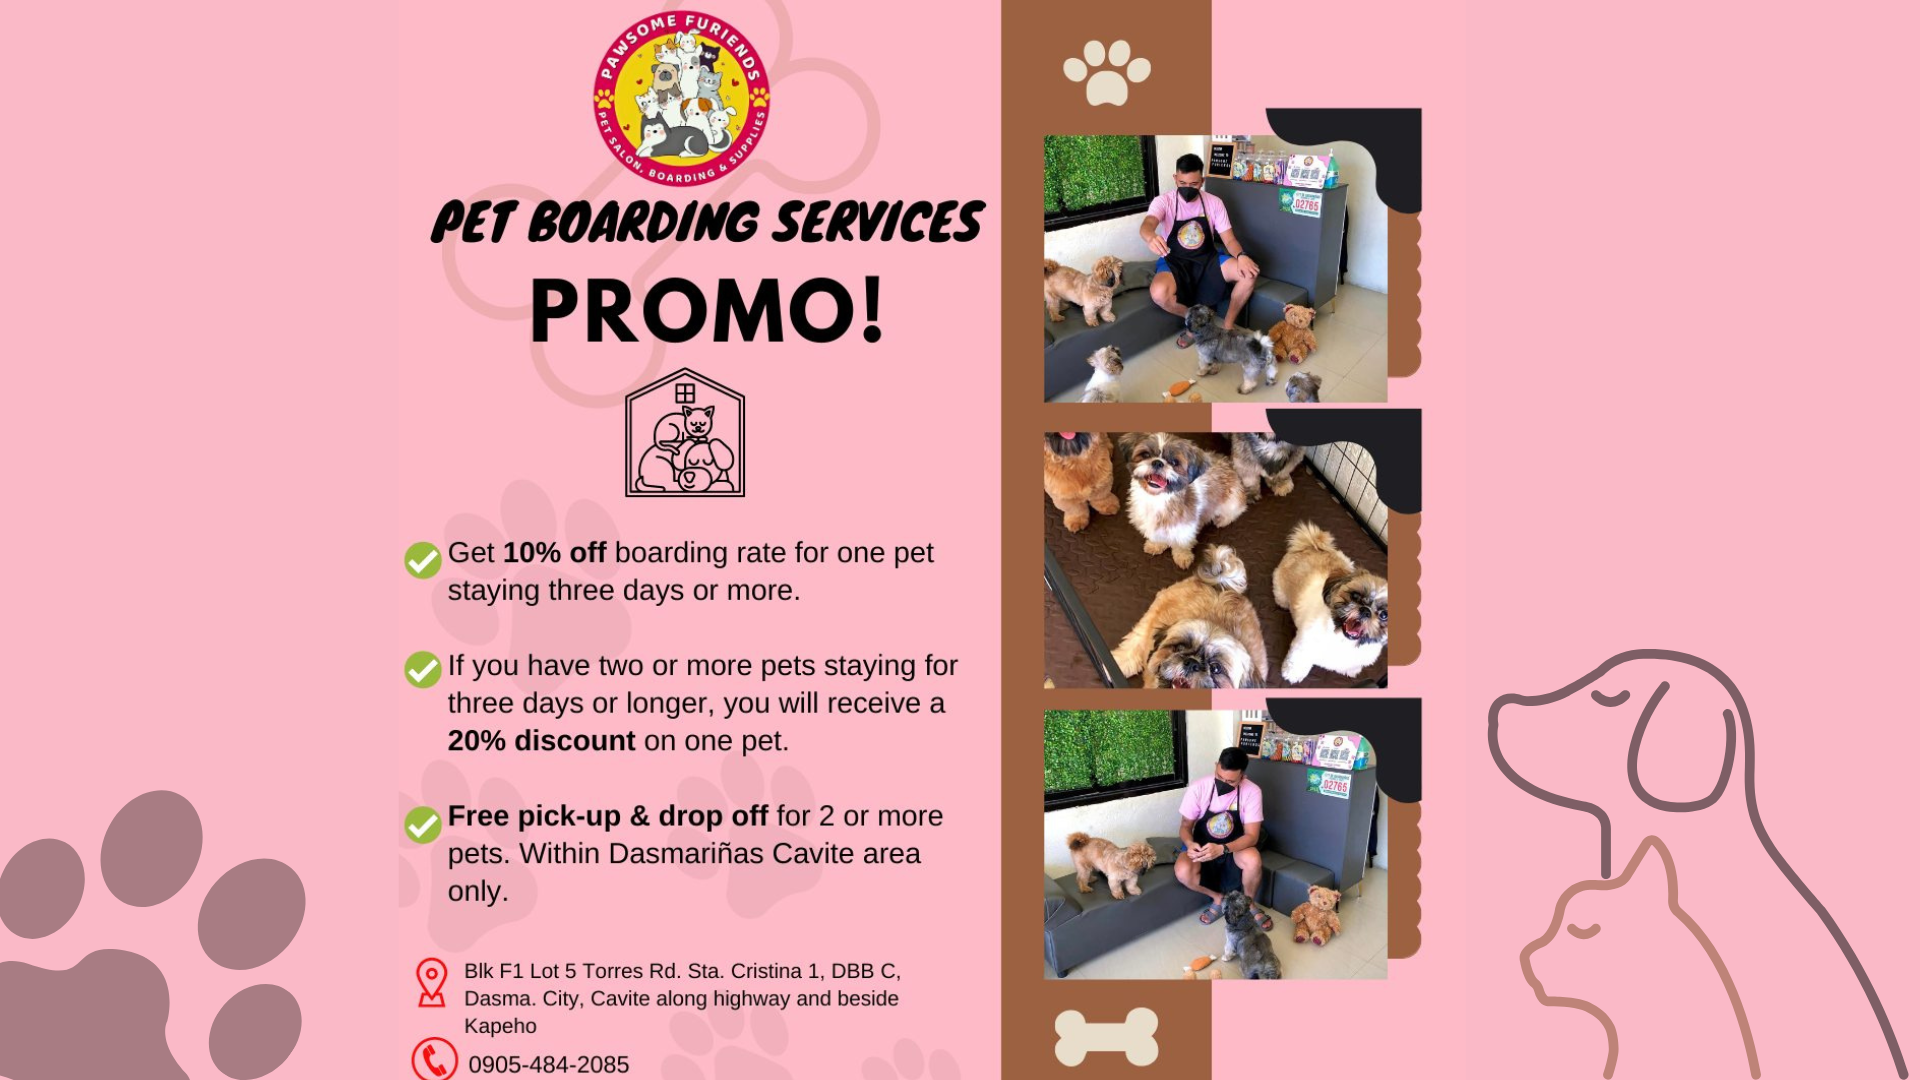 PAWSOME FURIENDS
PET SALON, BOARDING & SUPPLIES
PET BOARDING SERVICES
PROMO!
Get 10% off boarding rate for one pet
staying three days or more.
If you have two or more pets staying for
three days or longer, you will receive a
20% discount on one pet.
Free pick-up & drop off for 2 or more
pets. Within Dasmariñas Cavite area
only.
Blk F1 Lot 5 Torres Rd. Sta. Cristina 1, DBB C,
Dasma. City, Cavite along highway and beside
Kapeho
0905-484-2085
02765
02765